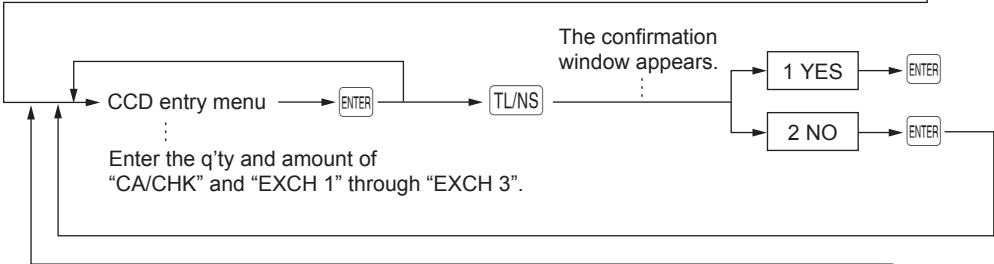 The confirmation
window appears.
1 YES
ENTER
CCD entry menu
ENTER
TL/NS
2 NO
ENTER
Enter the q’ty and amount of
“CA/CHK” and “EXCH 1” through “EXCH 3”.